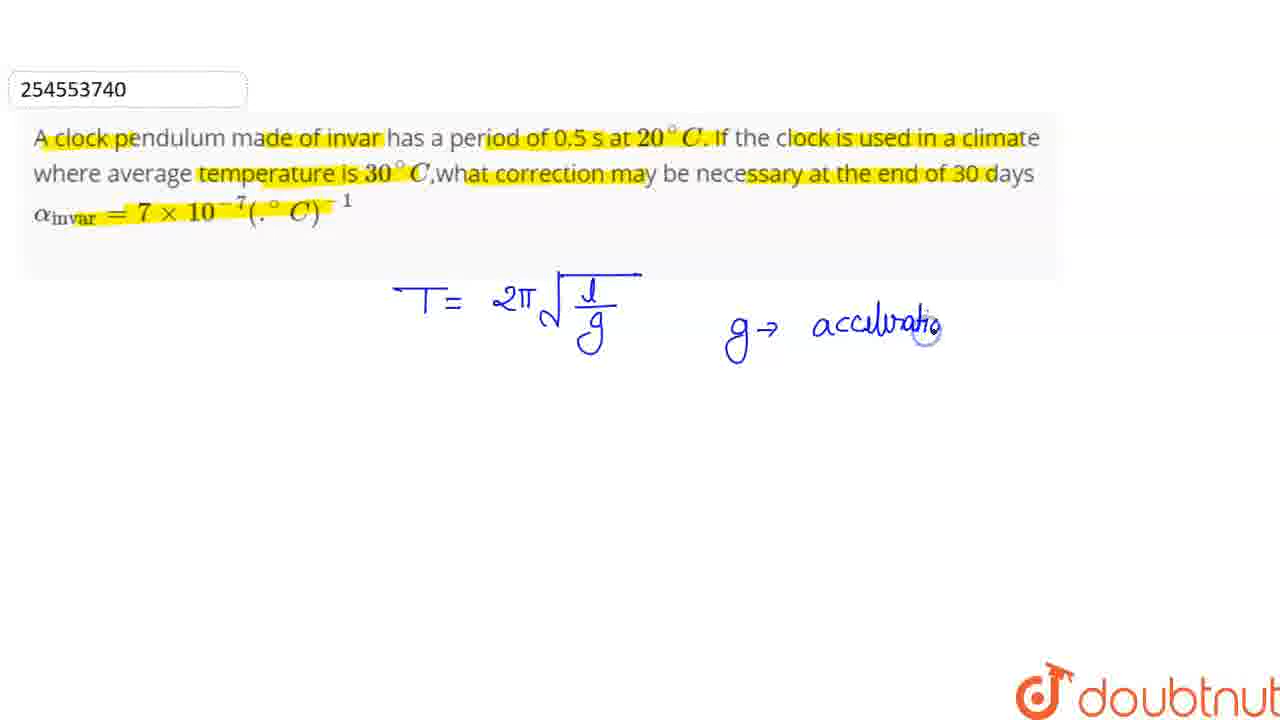 254553740
A clock pendulum made of invar has a period of 0.5 s at 20°C. If the clock is used in a climate
where average temperature is 30°C,what correction may be necessary at the end of 30 days
α_invar = 7 × 10^-7(.°C)^-1
T = 2π√(l/g)
g → accelratio
doubtnut